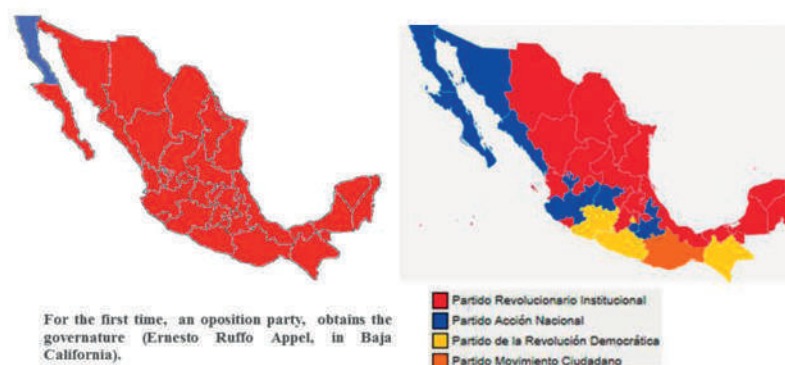 For the first time, an oposition party, obtains the
governature (Ernesto Ruffo Appel, in Baja
California).
Partido Revolucionario Institucional
Partido Acción Nacional
Partido de la Revolución Democrática
Partido Movimiento Ciudadano